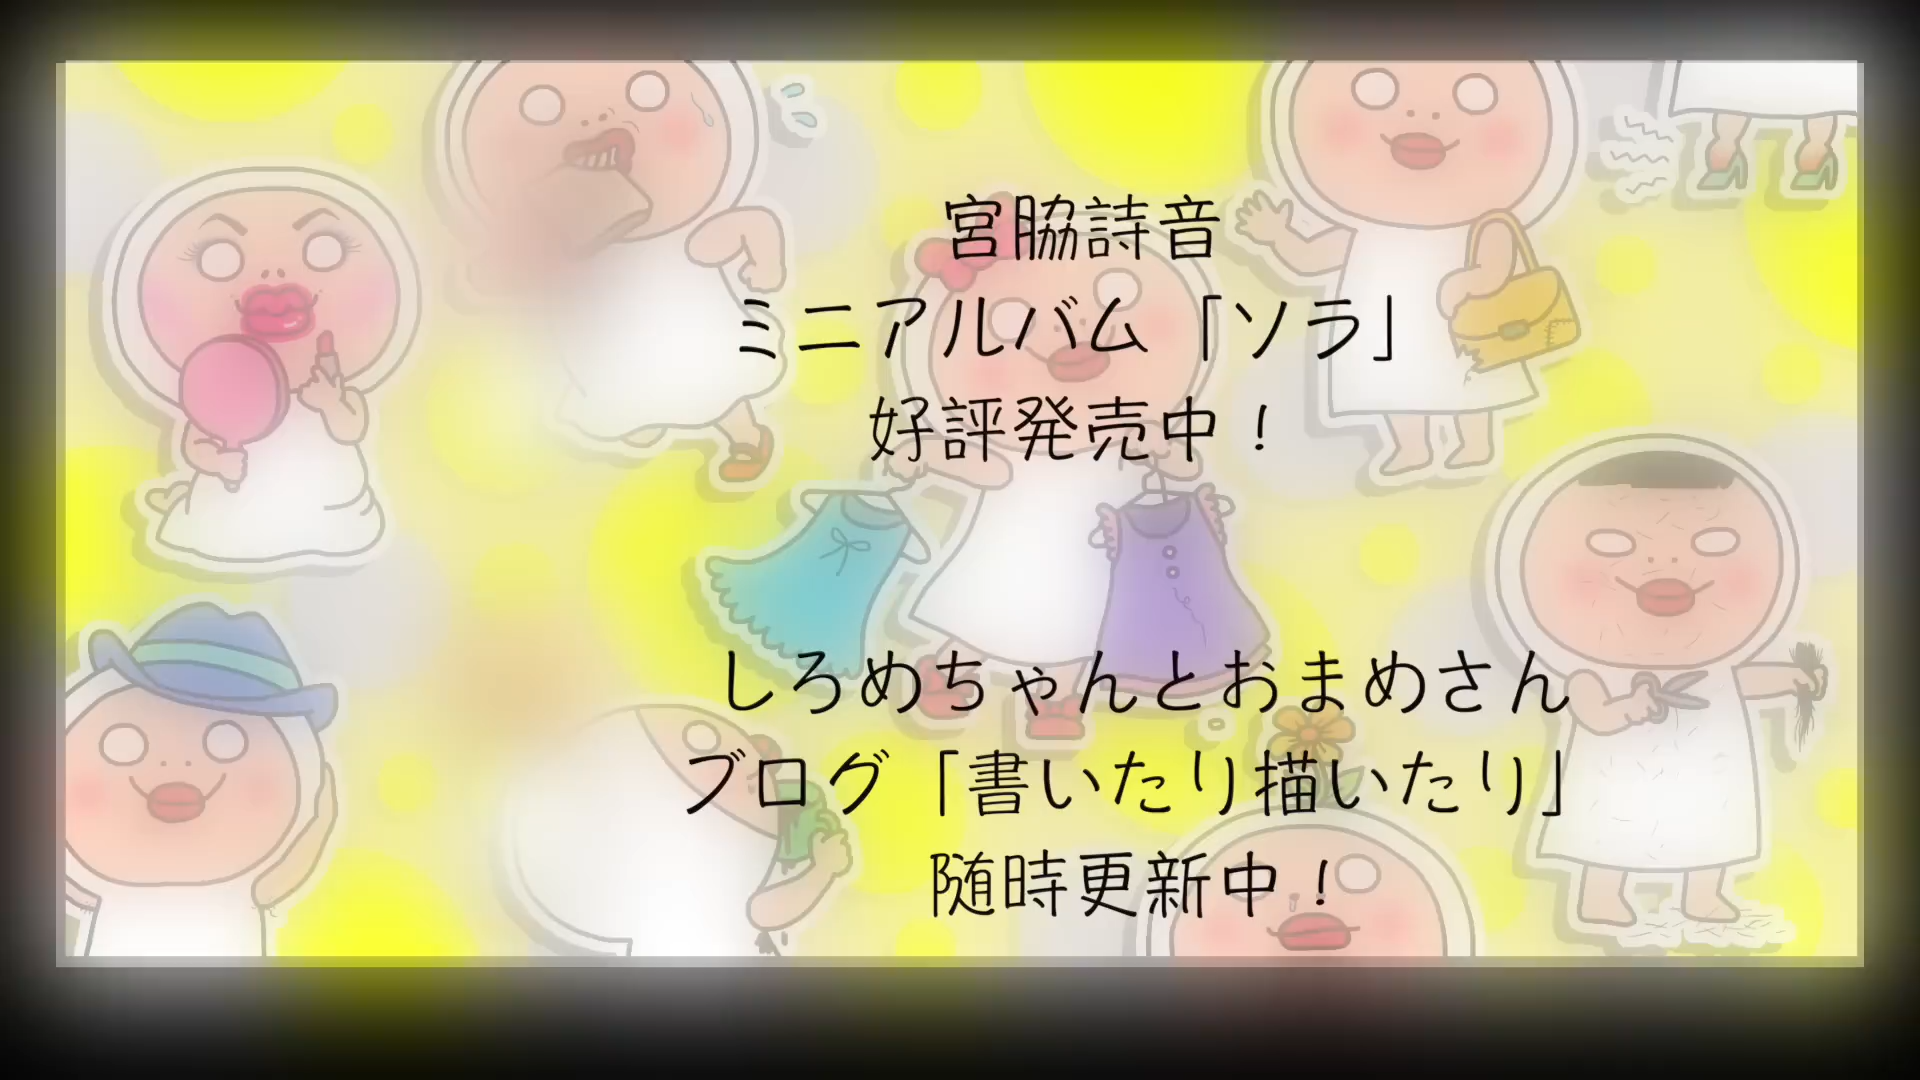 宮脇詩音
ミニアルバム「ソラ」
好評発売中！
しろめちゃんとおまめさん
ブログ「書いたり描いたり」
随時更新中！